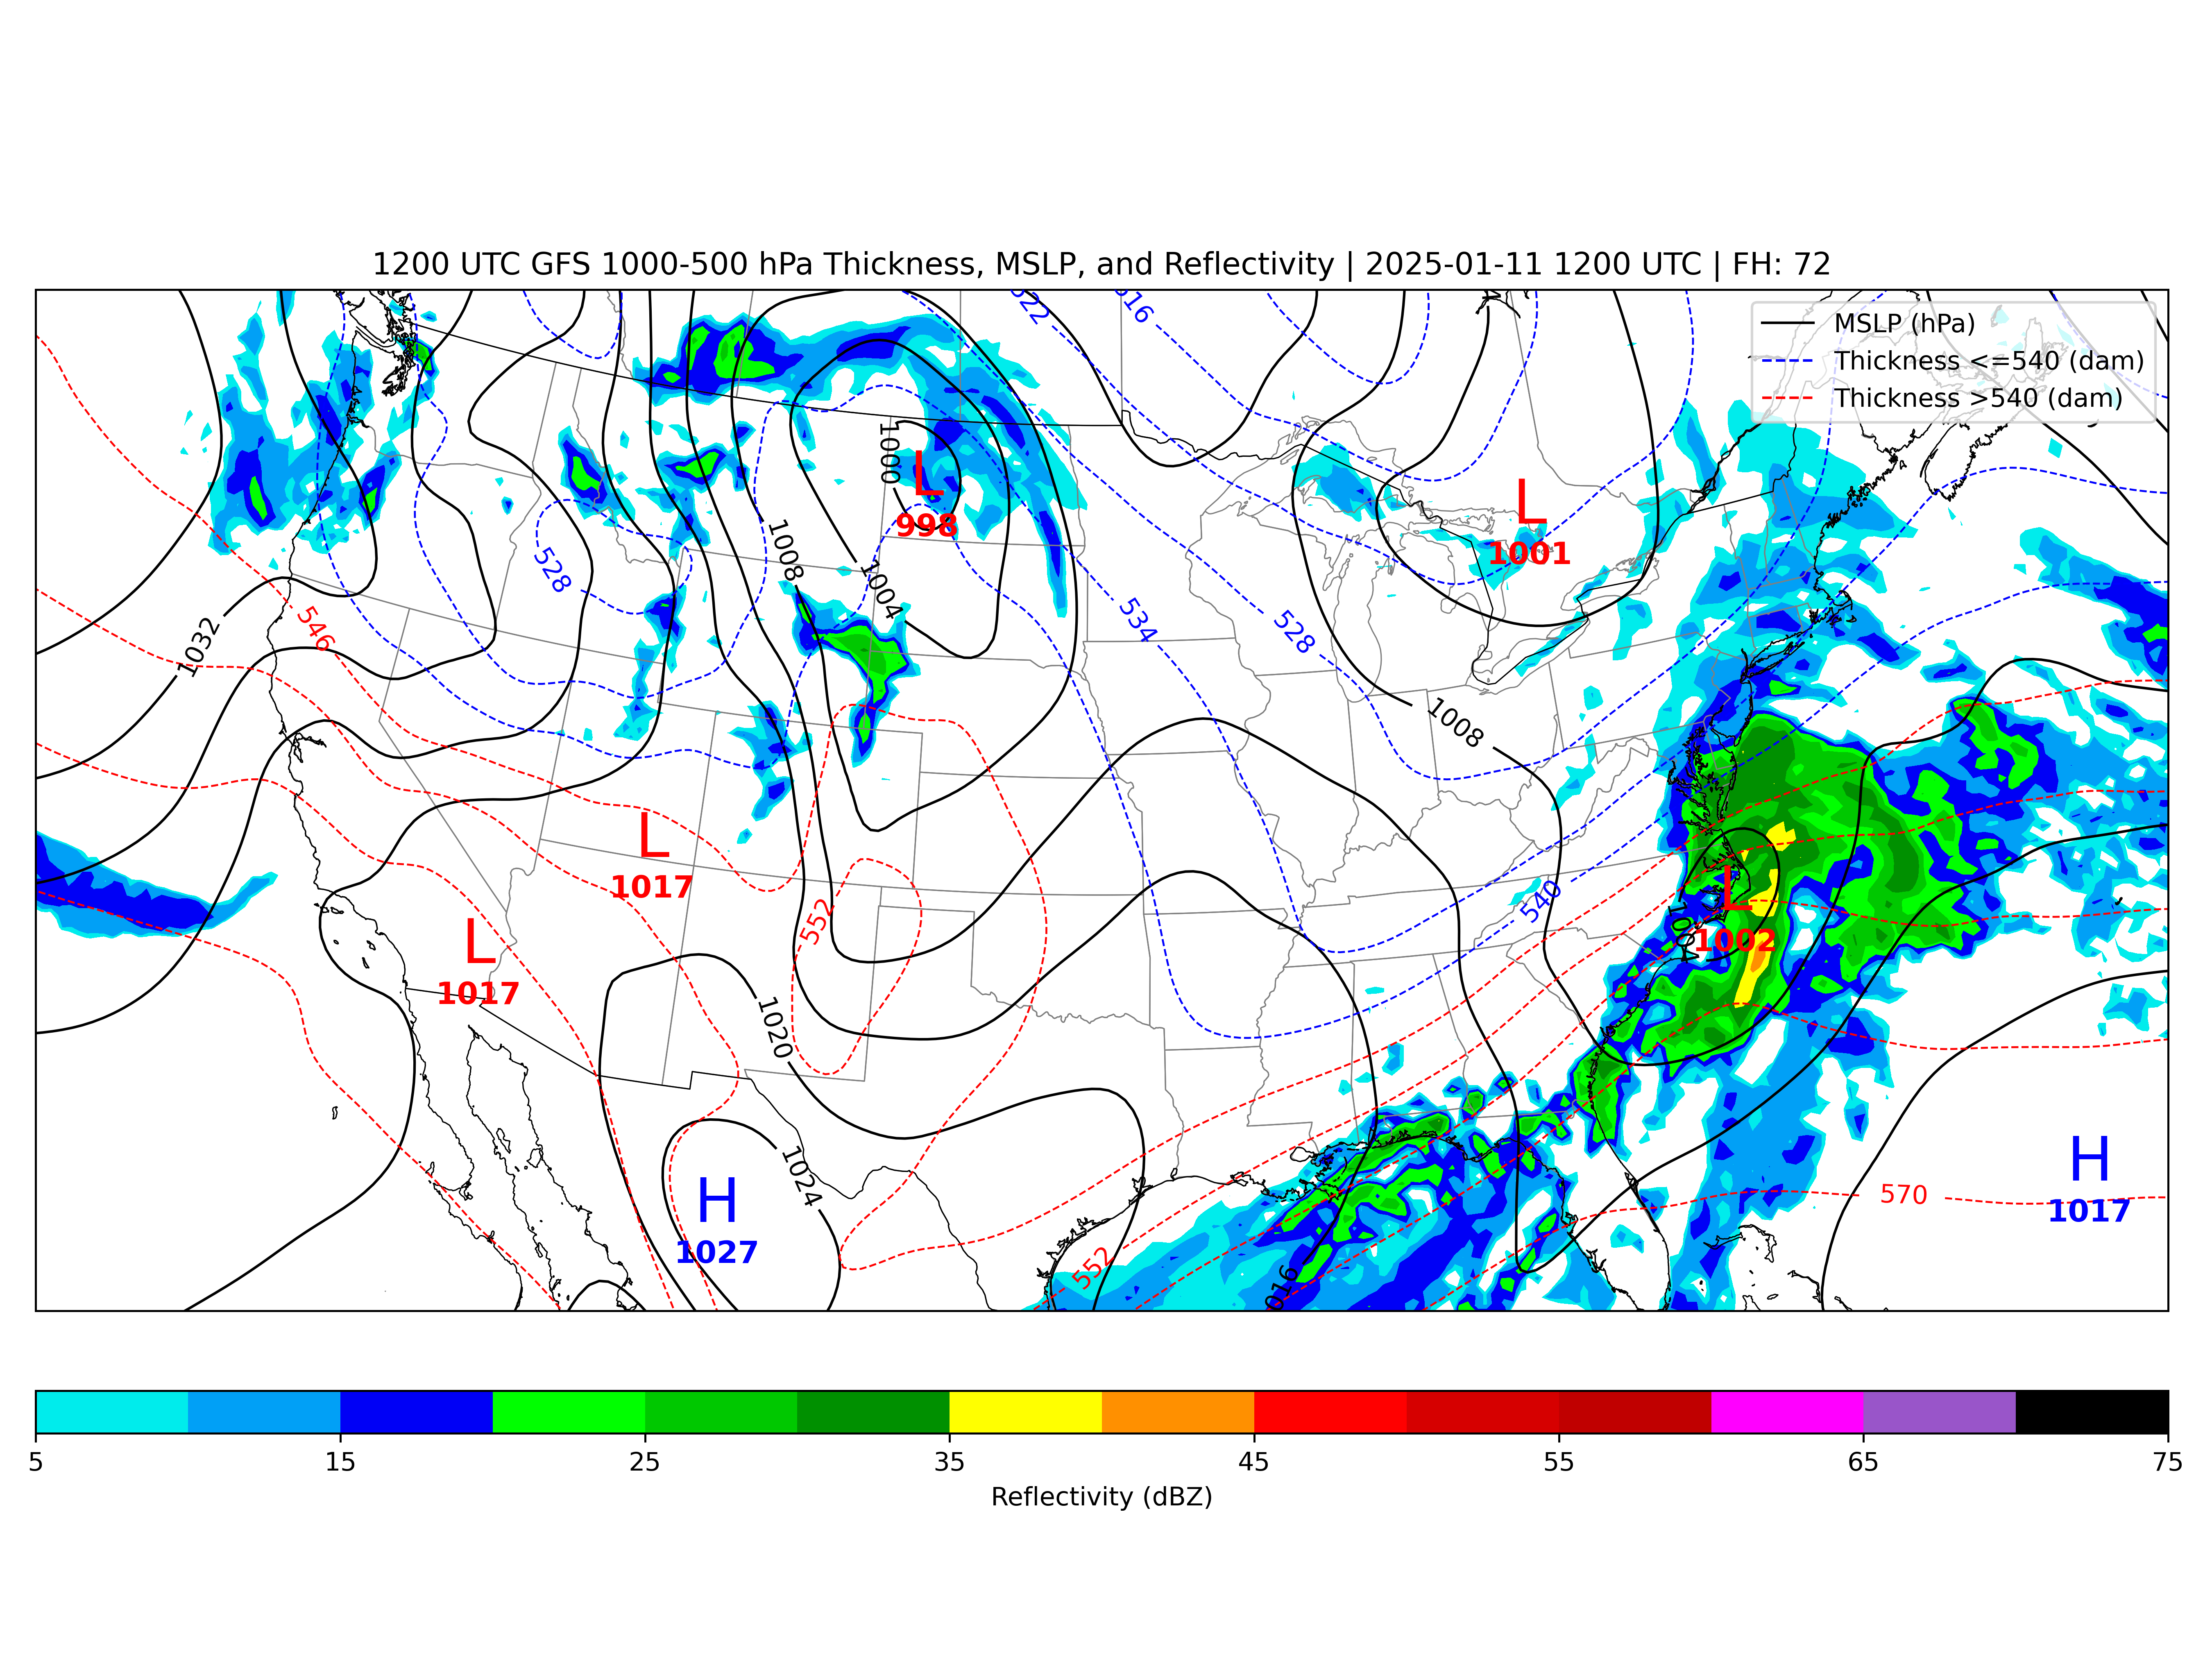 1200 UTC GFS 1000-500 hPa Thickness, MSLP, and Reflectivity | 2025-01-11 1200 UTC | FH: 72
MSLP (hPa)
Thickness <=540 (dam)
Thickness >540 (dam)
522
516
1000
L
998
L
1001
1008
1004
528
534
528
546
1032
1008
L
1017
L
1017
552
540
L
1002
1004
1020
1024
H
1027
H
1017
570
552
1016
5
15
25
35
45
55
65
75
Reflectivity (dBZ)